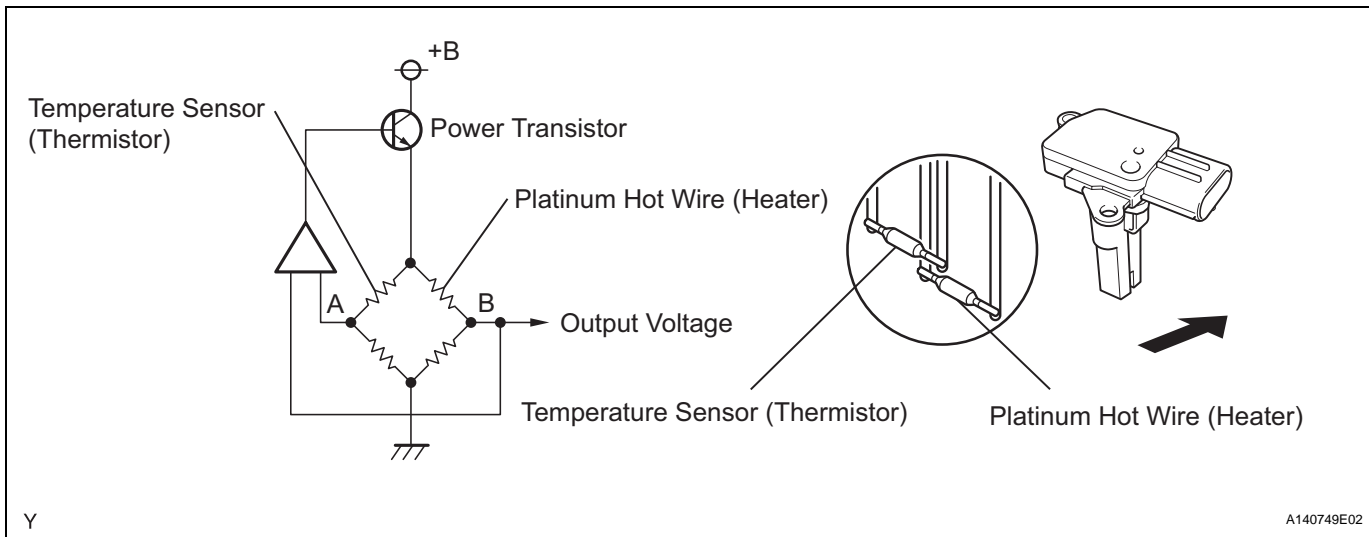 +B
Temperature Sensor
(Thermistor)
Power Transistor
Platinum Hot Wire (Heater)
A
B
Output Voltage
Temperature Sensor (Thermistor)
Platinum Hot Wire (Heater)
Y
A140749E02